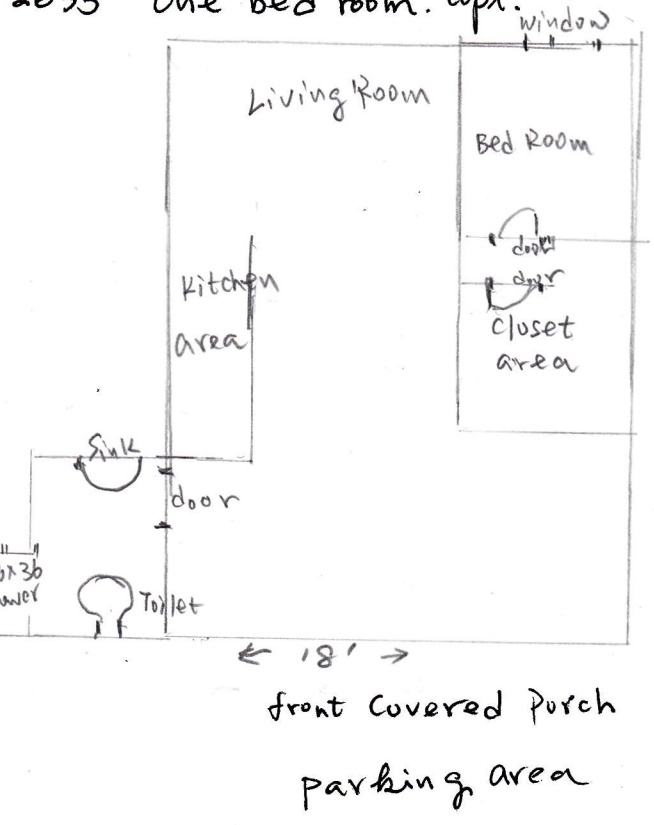 One bed room. apt.
window
Living Room
Bed Room
door
door
Kitchen
area
Closet
area
Sink
door
Toilet
← 18' →
front Covered Porch
parking area